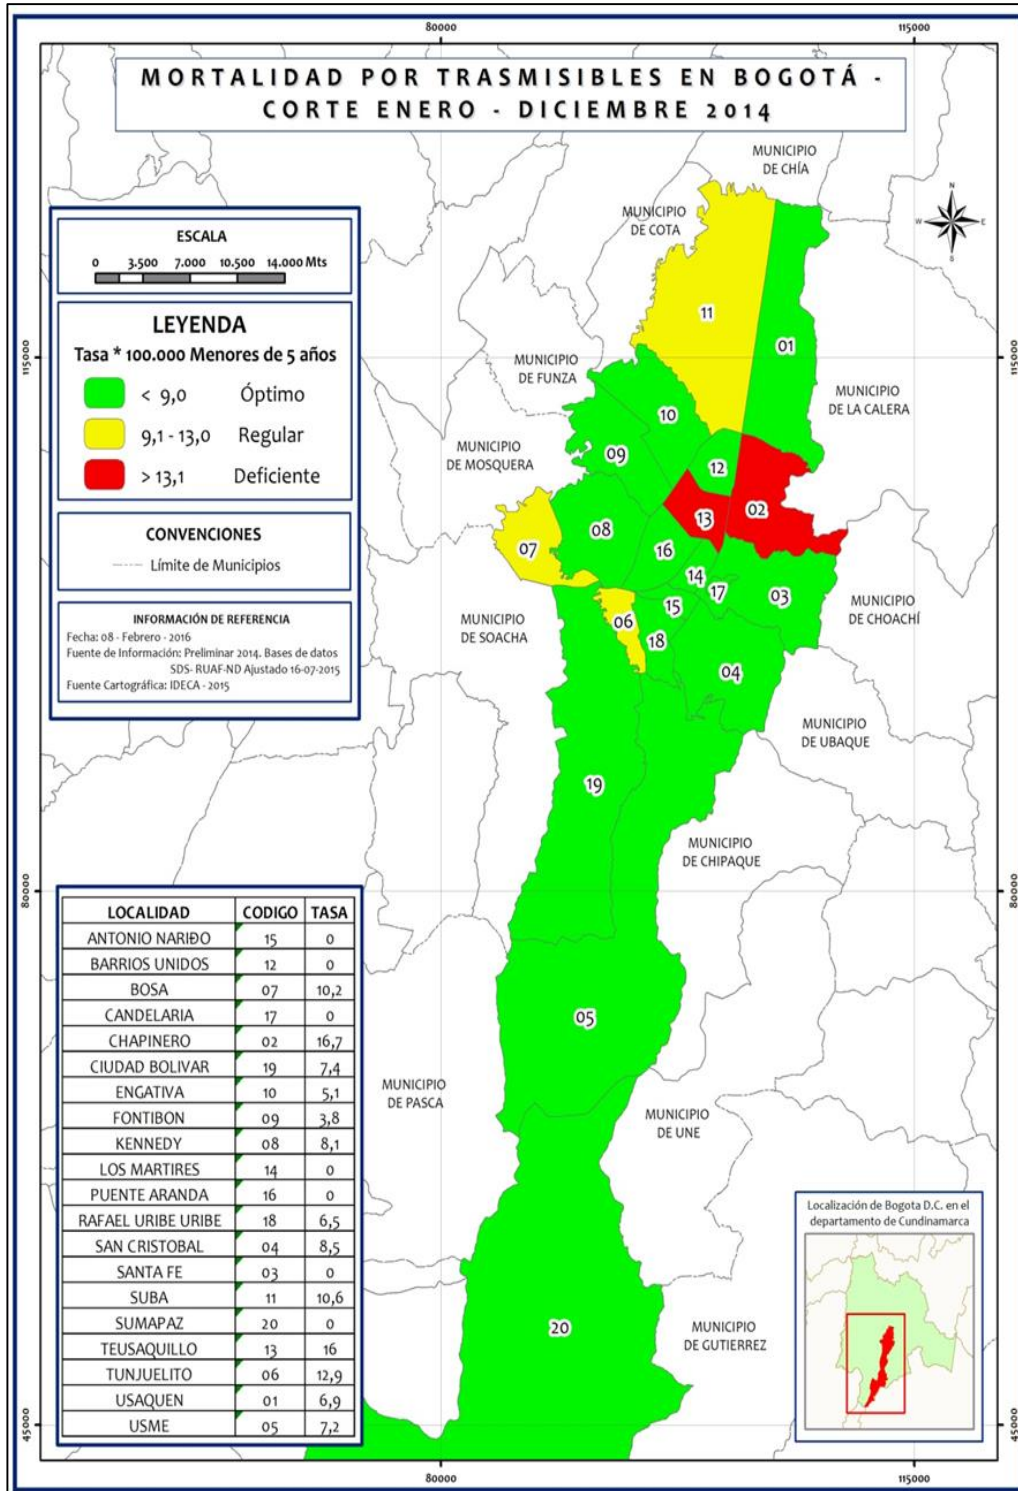 80000
115000
MORTALIDAD POR TRASMISIBLES EN BOGOTÁ -
CORTE ENERO - DICIEMBRE 2014
MUNICIPIO
DE CHÍA
MUNICIPIO
DE COTA
N
W
E
S
ESCALA
0 3.500 7.000 10.500 14.000 Mts
LEYENDA
Tasa * 100.000 Menores de 5 años
< 9,0 Óptimo
9,1 - 13,0 Regular
> 13,1 Deficiente
CONVENCIONES
Límite de Municipios
INFORMACIÓN DE REFERENCIA
Fecha: 08 - Febrero - 2016
Fuente de Información: Preliminar 2014. Bases de datos
SDS- RUAF-ND Ajustado 16-07-2015
Fuente Cartográfica: IDECA - 2015
115000
115000
MUNICIPIO
DE FUNZA
MUNICIPIO
DE LA CALERA
MUNICIPIO
DE MOSQUERA
MUNICIPIO
DE SOACHA
MUNICIPIO
DE CHOACHÍ
MUNICIPIO
DE UBAQUE
MUNICIPIO
DE CHIPAQUE
MUNICIPIO
DE PASCA
MUNICIPIO
DE UNE
MUNICIPIO
DE GUTIERREZ
11
01
10
09
12
13
02
08
07
16
14
17
03
15
06
18
04
19
05
20
80000
80000
LOCALIDAD CODIGO TASA
ANTONIO NARIÐO 15 0
BARRIOS UNIDOS 12 0
BOSA 07 10,2
CANDELARIA 17 0
CHAPINERO 02 16,7
CIUDAD BOLIVAR 19 7,4
ENGATIVA 10 5,1
FONTIBON 09 3,8
KENNEDY 08 8,1
LOS MARTIRES 14 0
PUENTE ARANDA 16 0
RAFAEL URIBE URIBE 18 6,5
SAN CRISTOBAL 04 8,5
SANTA FE 03 0
SUBA 11 10,6
SUMAPAZ 20 0
TEUSAQUILLO 13 16
TUNJUELITO 06 12,9
USAQUEN 01 6,9
USME 05 7,2
Localización de Bogota D.C. en el
departamento de Cundinamarca
45000
45000
80000
115000